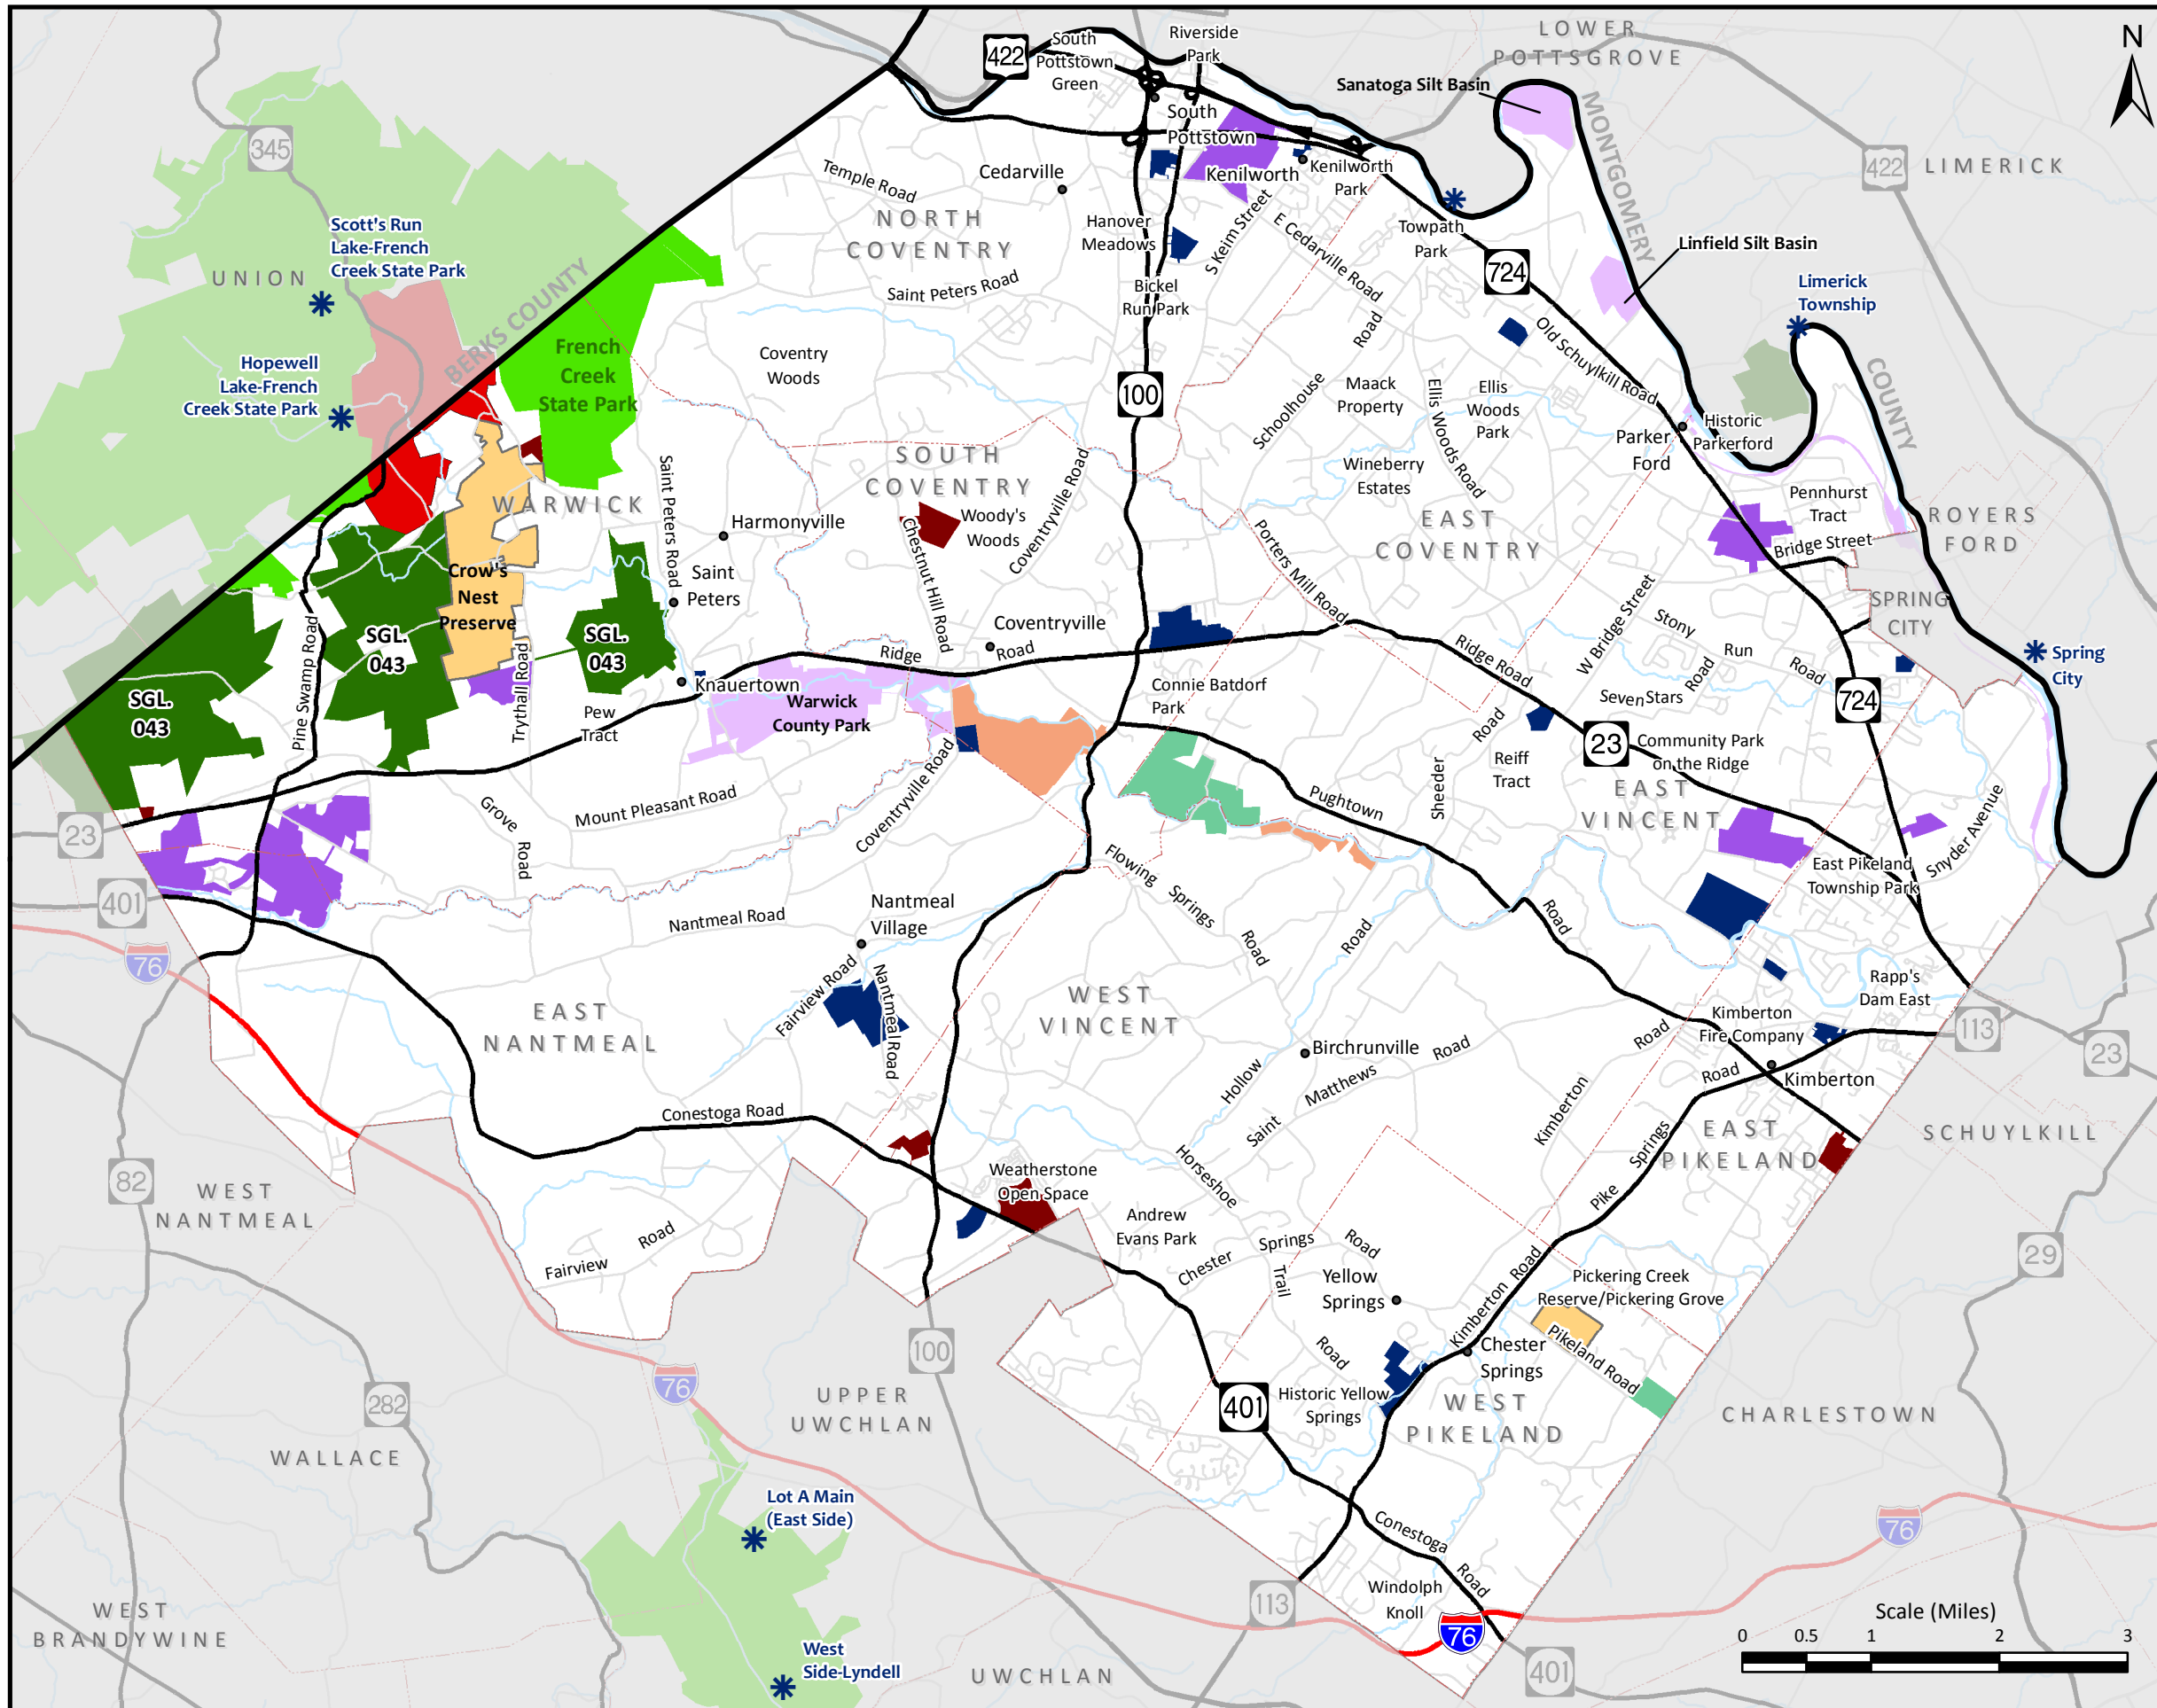 LOWER
POTTSGROVE
N
422
South
Pottstown
Green
Riverside
Park
Sanatoga Silt Basin
MONTGOMERY
COUNTY
345
South
Pottstown
Kenilworth
Kenilworth
Park
422
LIMERICK
Temple Road
Cedarville
NORTH
COVENTRY
Hanover
Meadows
S Keim Street
E Cedarville Road
Towpath
Park
Linfield Silt Basin
Scott's Run
Lake-French
Creek State Park
UNION
BERKS COUNTY
724
Limerick
Township
Saint Peters Road
Bickel
Run Park
Hopewell
Lake-French
Creek State Park
French
Creek
State Park
Coventry
Woods
100
Schoolhouse
Road
Maack
Property
Ellis Woods Road
Ellis
Woods
Park
Old Schuylkill Road
Historic
Parkerford
Parker
Ford
SOUTH
COVENTRY
Wineberry
Estates
WARWICK
Saint Peters Road
Harmonyville
Woody's
Woods
Chestnut Hill Road
Coventryville Road
EAST
COVENTRY
Pennhurst
Tract
Bridge Street
ROYERS
FORD
Porters Mill Road
Crow's
Nest
Preserve
Saint
Peters
SPRING
CITY
SGL.
043
SGL.
043
SGL.
043
Pine Swamp Road
Trythall Road
Coventryville
Ridge
Road
Ridge Road
W Bridge Street
Stony
Run
Road
Spring
City
Knauertown
Warwick
County Park
Pew
Tract
Connie Batdorf
Park
Seven Stars
Road
724
23
Community Park
on the Ridge
Reiff
Tract
Sheeder
Road
EAST
VINCENT
Grove
Road
Mount Pleasant Road
Coventryville Road
Pughtown
Road
23
401
76
Flowing
Springs
Road
East Pikeland
Township Park
Snyder Avenue
Nantmeal Road
Nantmeal
Village
Fairview Road
Nantmeal Road
EAST
NANTMEAL
WEST
VINCENT
Hollow
Road
Rapp's
Dam East
Kimberton
Fire Company
113
23
Birchrunville
Saint
Matthews
Road
Kimberton
Road
Kimberton
Conestoga Road
EAST
PIKELAND
SCHUYLKILL
82
WEST
NANTMEAL
Weatherstone
Open Space
Horseshoe
Trail
Andrew
Evans Park
Pike
Springs
Road
Fairview
Road
Chester
Springs
Road
Yellow
Springs
Kimberton Road
Pickering Creek
Reserve/Pickering Grove
29
100
76
Chester
Springs
Pikeland Road
282
UPPER
UWCHLAN
401
Road
Historic Yellow
Springs
WEST
PIKELAND
CHARLESTOWN
WALLACE
Lot A Main
(East Side)
Conestoga
Road
76
WEST
BRANDYWINE
West
Side-Lyndell
UWCHLAN
113
Windolph
Knoll
76
401
Scale (Miles)
0 0.5 1 2 3